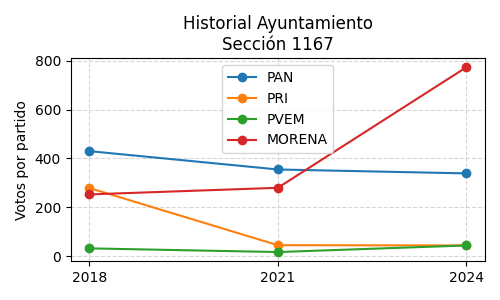 Historial Ayuntamiento
Sección 1167
Votos por partido
800
600
400
200
0
PAN
PRI
PVEM
MORENA
2018
2021
2024